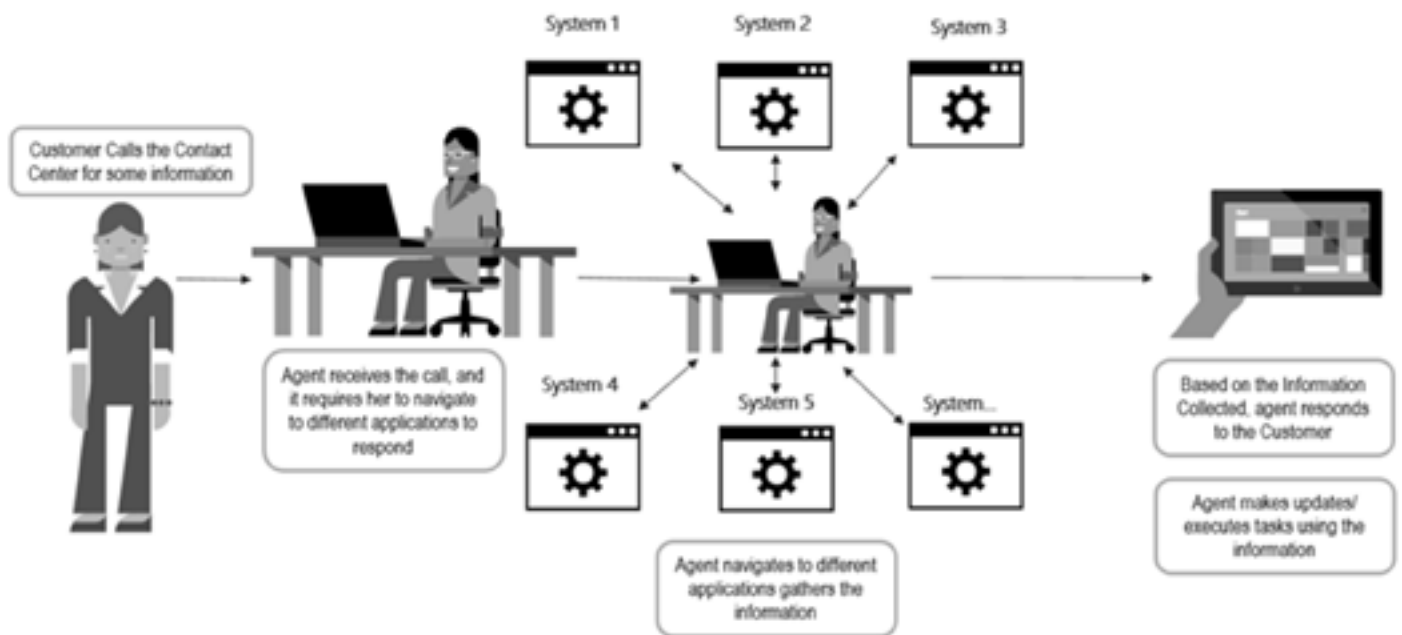 System 1
System 2
System 3
Customer Calls the Contact
Center for some information
Agent receives the call, and
it requires her to navigate
to different applications to
respond
System 4
System 5
System...
Agent navigates to different
applications gathers the
information
Based on the Information
Collected, agent responds
to the Customer
Agent makes updates/
executes tasks using the
information